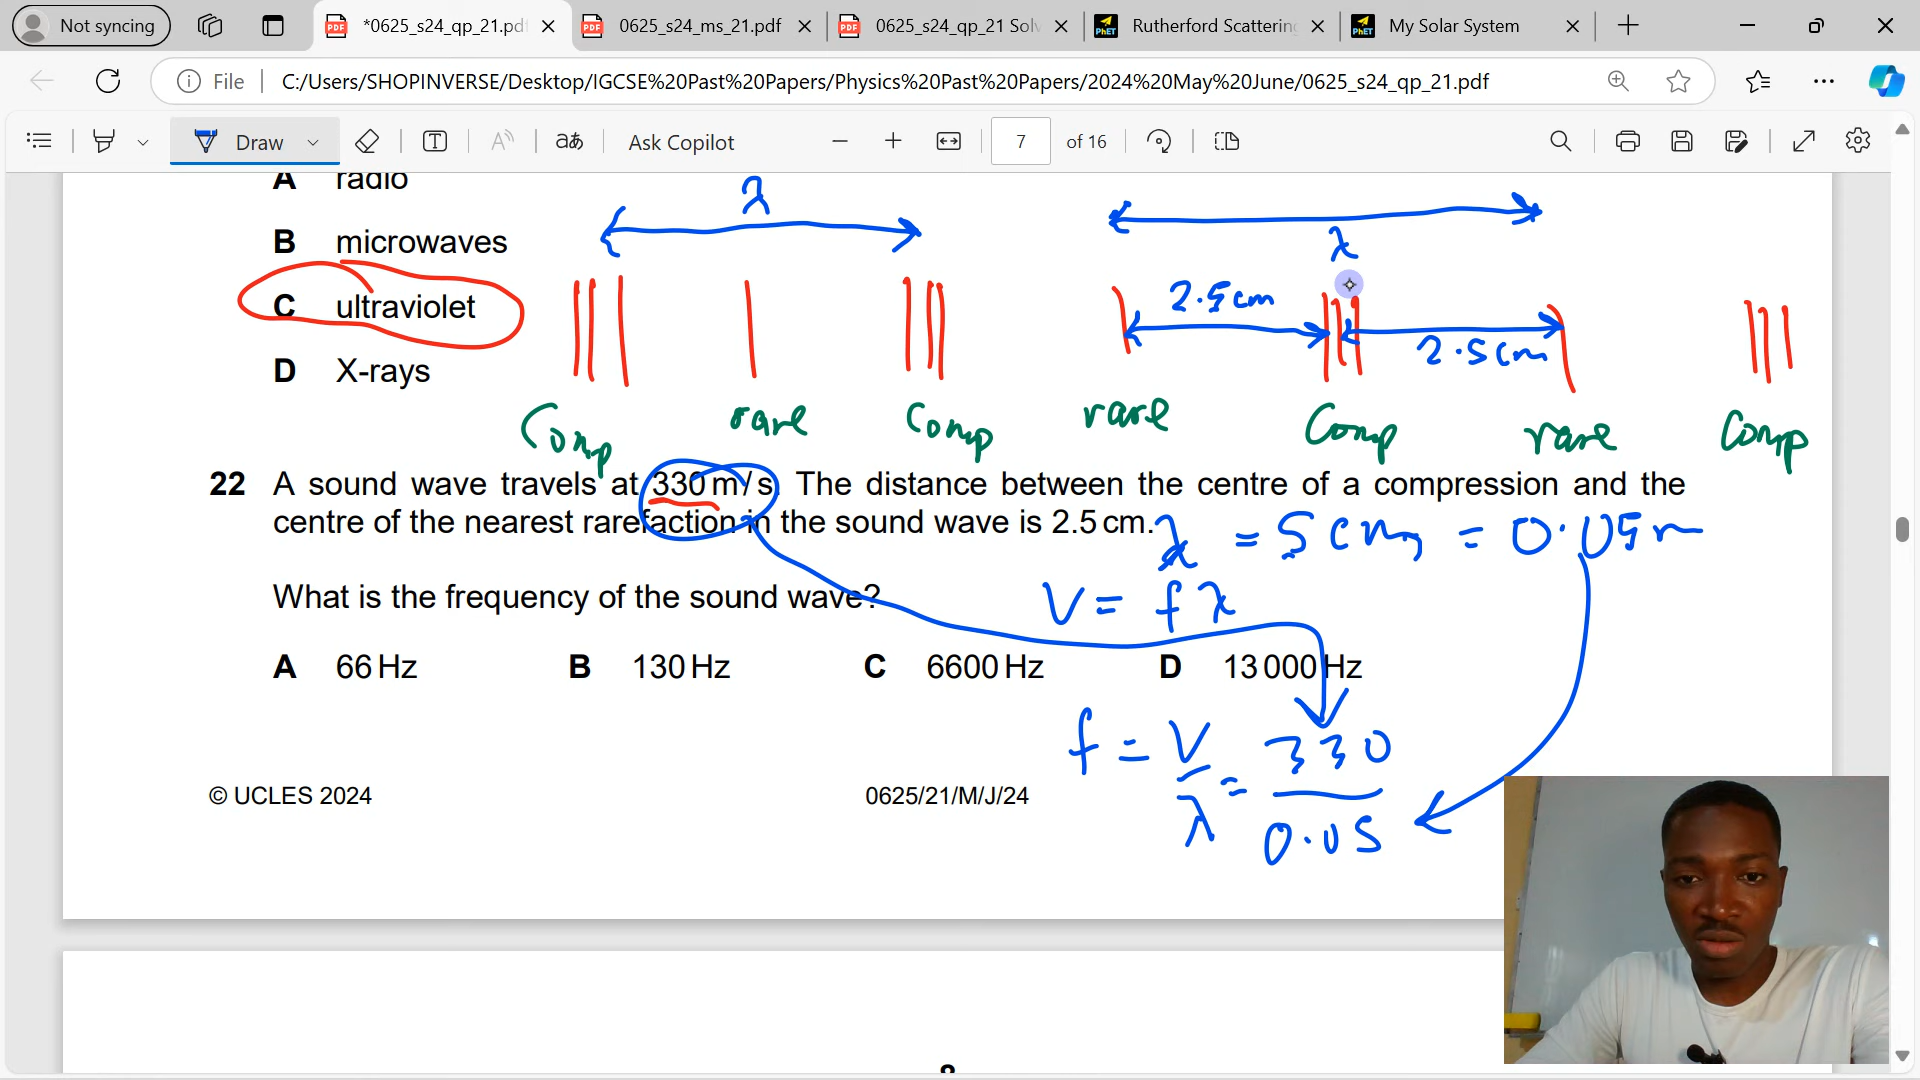 Not syncing
*0625_s24_qp_21.pdf
0625_s24_ms_21.pdf
0625_s24_qp_21 Solv
Rutherford Scattering
My Solar System
File
C:/Users/SHOPINVERSE/Desktop/IGCSE%20Past%20Papers/Physics%20Past%20Papers/2024%20May%20June/0625_s24_qp_21.pdf
Draw
Ask Copilot
7 of 16
A radio
B microwaves
C ultraviolet
D X-rays
λ
λ
2.5cm
2.5cm
Comp rare Comp rare Comp rare Comp
22 A sound wave travels at 330 m/s. The distance between the centre of a compression and the
centre of the nearest rarefaction in the sound wave is 2.5 cm.
λ = 5cm = 0.05m
What is the frequency of the sound wave?
V = fλ
A 66 Hz B 130 Hz C 6600 Hz D 13 000 Hz
f = V/λ = 330/0.05
© UCLES 2024
0625/21/M/J/24